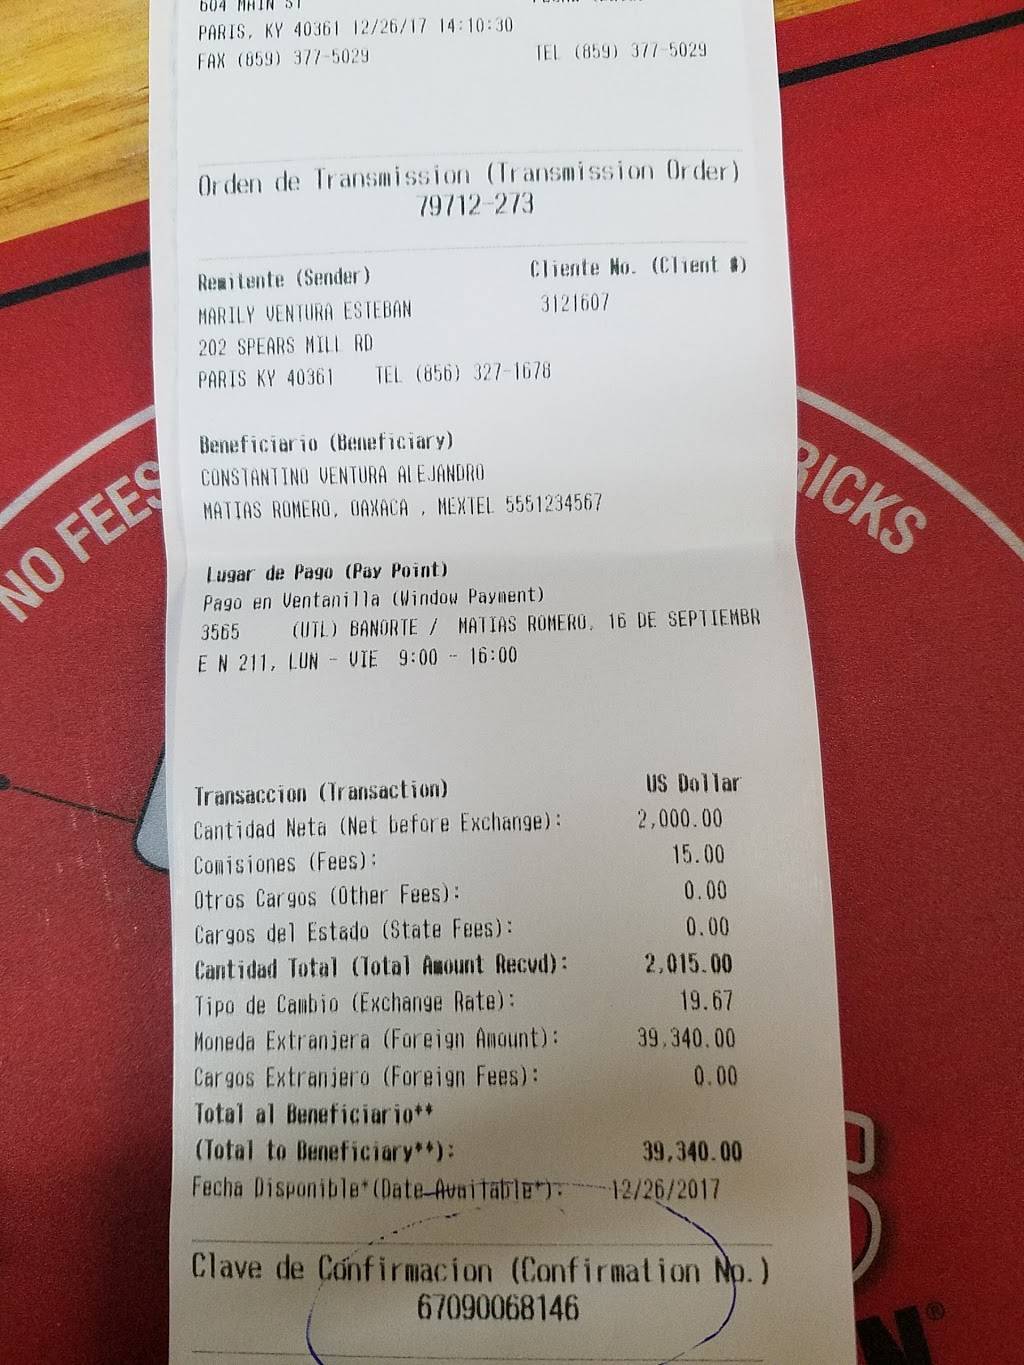 604 MAIN ST
PARIS, KY 40361 12/26/17 14:10:30
FAX (859) 377-5029 TEL (859) 377-5029
Orden de Transmission (Transmission Order)
79712-273
Remitente (Sender) Cliente No. (Client #)
MARILY VENTURA ESTEBAN 3121607
202 SPEARS MILL RD
PARIS KY 40361 TEL (856) 327-1678
Beneficiario (Beneficiary)
CONSTANTINO VENTURA ALEJANDRO
MATIAS ROMERO, OAXACA , MEXTEL 5551234567
Lugar de Pago (Pay Point)
Pago en Ventanilla (Window Payment)
3565 (UTL) BANORTE / MATIAS ROMERO, 16 DE SEPTIEMBR
E N 211, LUN - VIE 9:00 - 16:00
Transaccion (Transaction) US Dollar
Cantidad Neta (Net before Exchange): 2,000.00
Comisiones (Fees): 15.00
Otros Cargos (Other Fees): 0.00
Cargos del Estado (State Fees): 0.00
Cantidad Total (Total Amount Recvd): 2,015.00
Tipo de Cambio (Exchange Rate): 19.67
Moneda Extranjera (Foreign Amount): 39,340.00
Cargos Extranjero (Foreign Fees): 0.00
Total al Beneficiario**
(Total to Beneficiary**): 39,340.00
Fecha Disponible*(Date Available*): 12/26/2017
Clave de Confirmacion (Confirmation No.)
67090068146
NO FEES
RICKS
N®